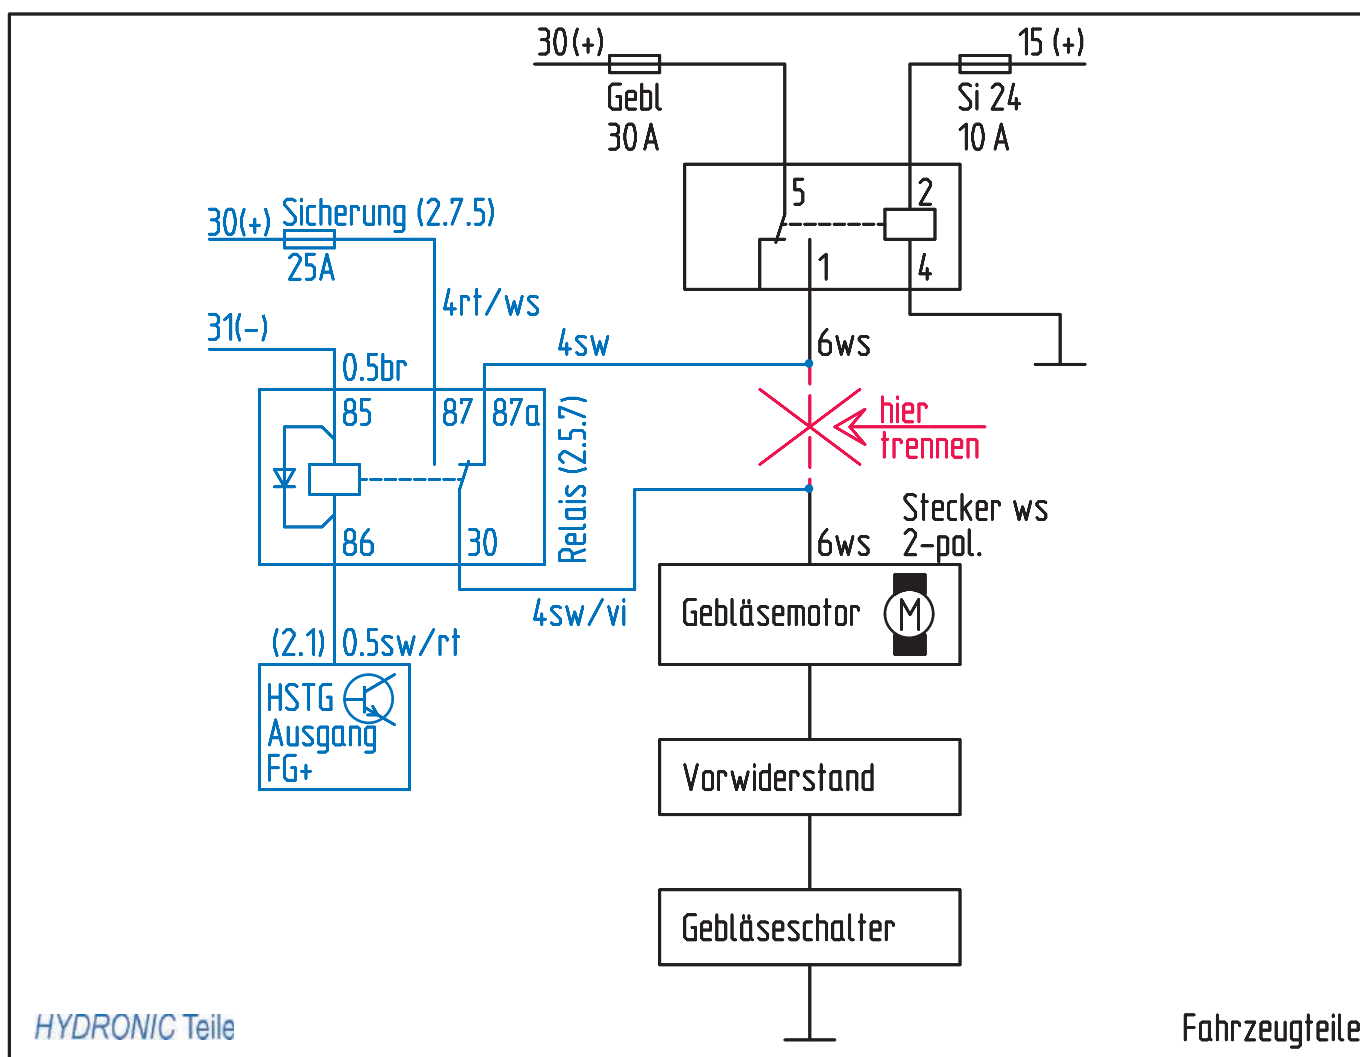 30(+)
15 (+)
Gebl
30 A
Si 24
10 A
5
2
1
4
30(+)
Sicherung (2.7.5)
25A
4rt/ws
31(-)
0.5br
4sw
6ws
85
87
87a
Relais (2.5.7)
hier
trennen
86
30
6ws
Stecker ws
2-pol.
4sw/vi
Gebläsemotor
M
(2.1)
0.5sw/rt
HSTG
Ausgang
FG+
Vorwiderstand
Gebläseschalter
HYDRONIC Teile
Fahrzeugteile